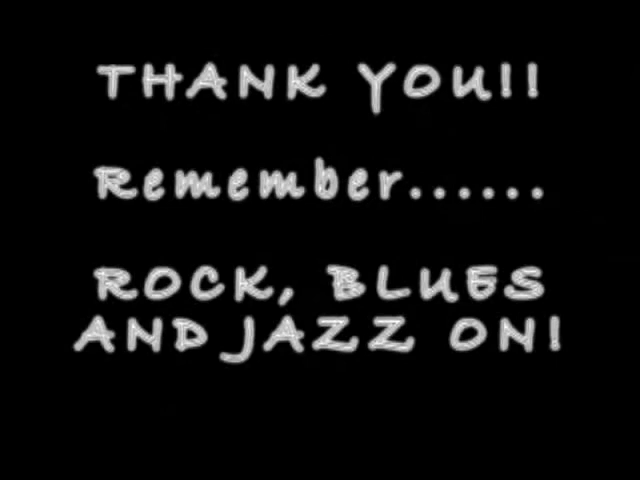 THANK YOU!!
Remember......
ROCK, BLUES
AND JAZZ ON!